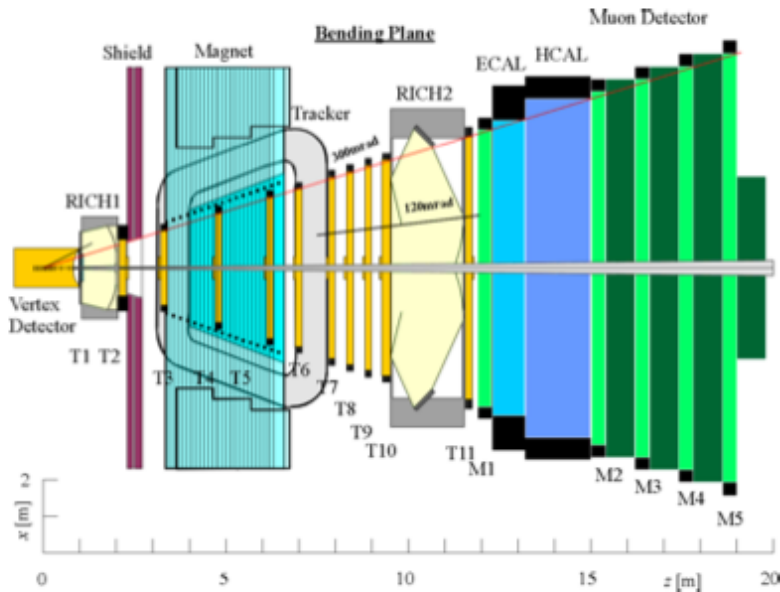 Bending Plane
Muon Detector
Shield
Magnet
ECAL
HCAL
RICH2
Tracker
300mrad
RICH1
120mrad
Vertex
Detector
T1
T2
T3
T4
T5
T6
T7
T8
T9
T10
T11
M1
M2
M3
M4
M5
2
x [m]
0
5
10
15
z [m]
20